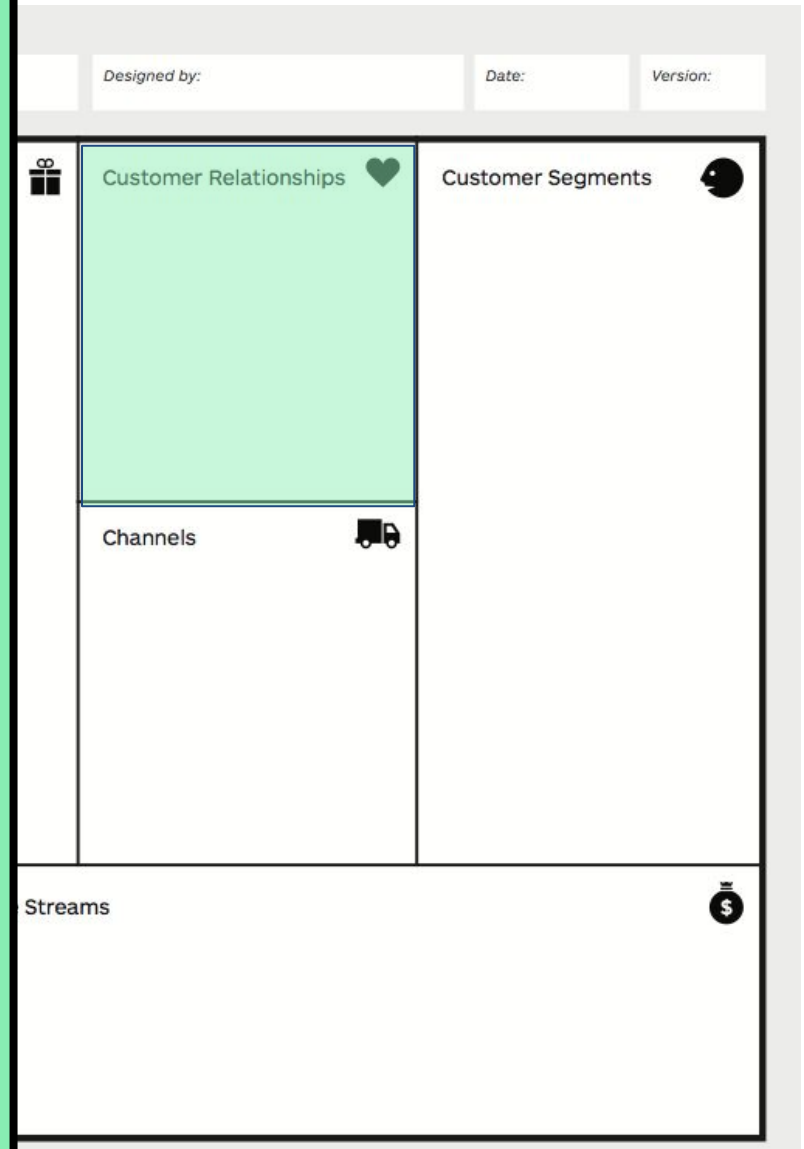 Designed by:
Date:
Version:
Customer Relationships
Customer Segments
Channels
Streams
$